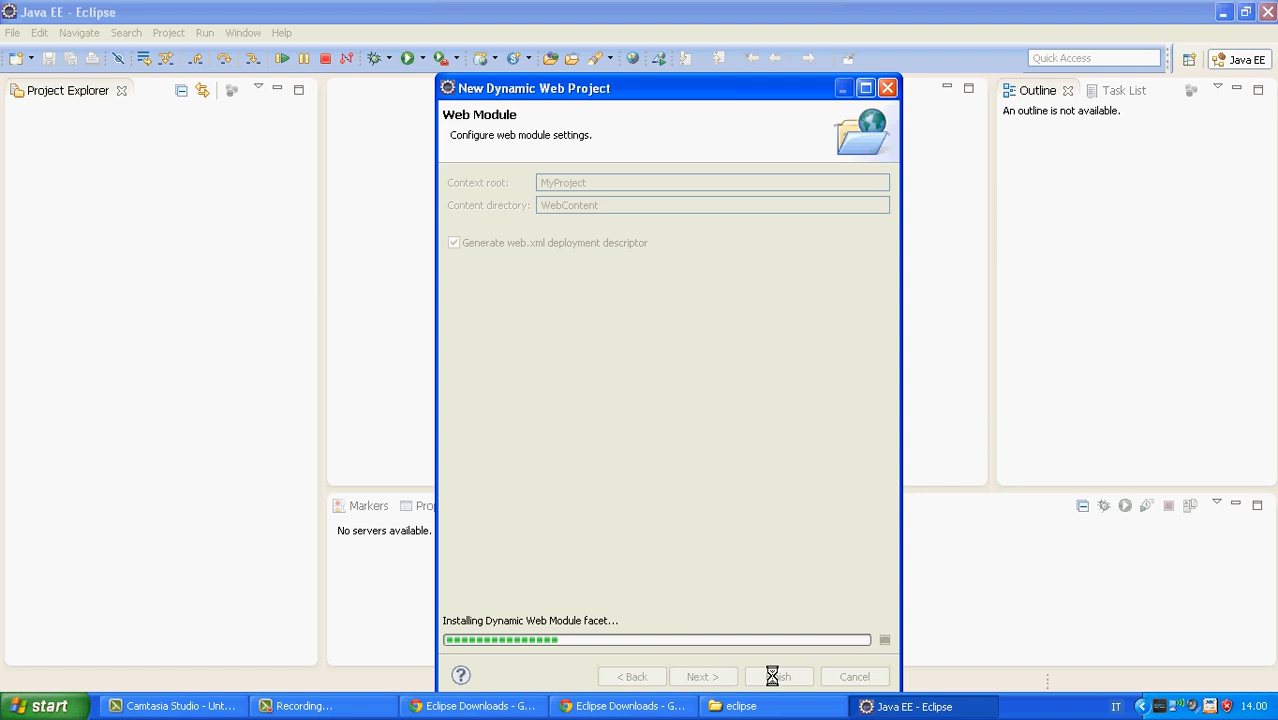 Java EE - Eclipse
File Edit Navigate Search Project Run Window Help
Quick Access
Java EE
Project Explorer
New Dynamic Web Project
Outline
Task List
An outline is not available.
Web Module
Configure web module settings.
Context root: MyProject
Content directory: WebContent
Generate web.xml deployment descriptor
Markers
Prop
No servers available.
Installing Dynamic Web Module facet...
< Back
Next >
Cancel
start
Camtasia Studio - Unt...
Recording...
Eclipse Downloads - G...
Eclipse Downloads - G...
eclipse
Java EE - Eclipse
IT
14.00